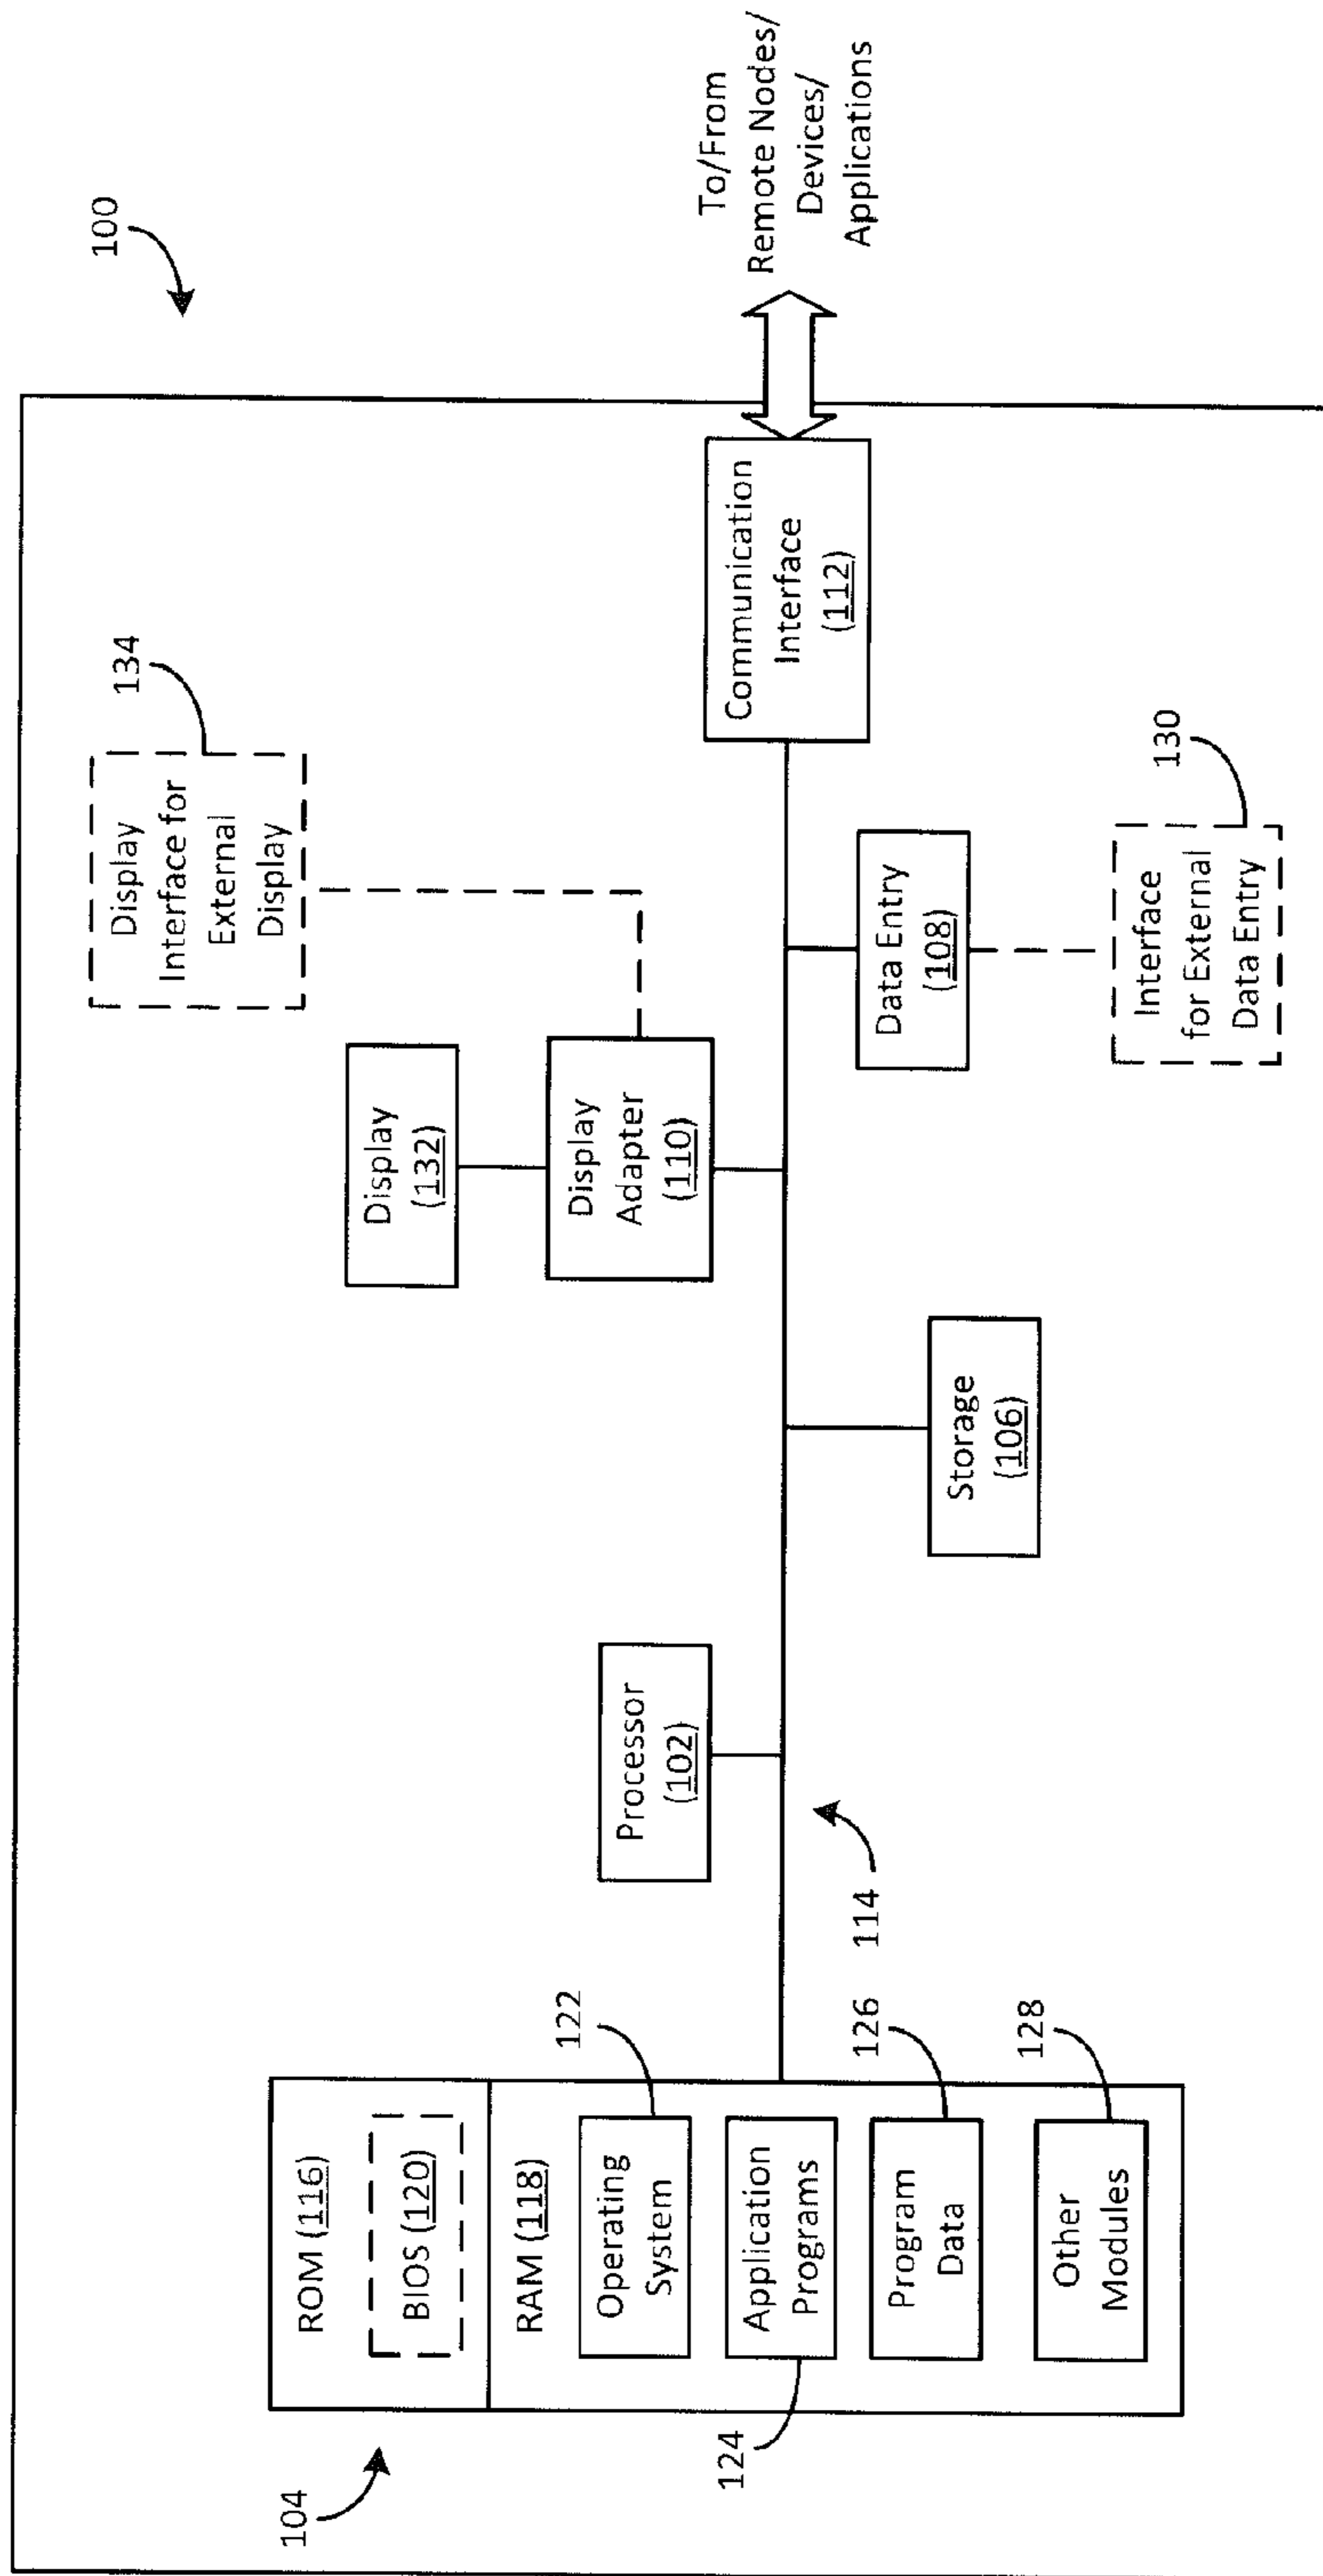 100
To/From
Remote Nodes/
Devices/
Applications
134
Display
Interface for
External
Display
Display
(132)
Display
Adapter
(110)
Communication
Interface
(112)
Data Entry
(108)
130
Interface
for External
Data Entry
Storage
(106)
Processor
(102)
114
104
ROM (116)
BIOS (120)
RAM (118)
122
Operating
System
124
Application
Programs
126
Program
Data
128
Other
Modules